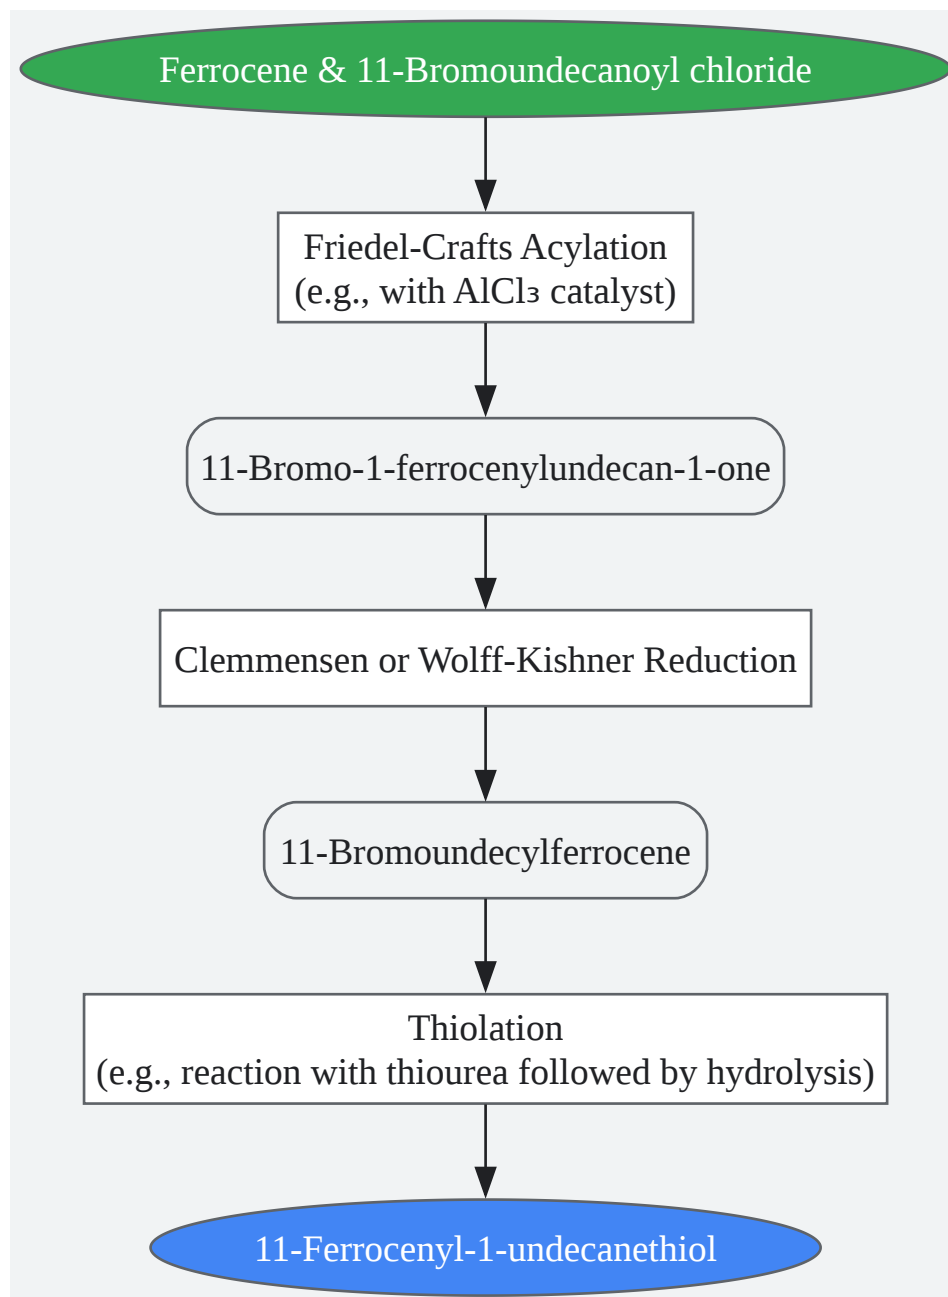 Ferrocene & 11-Bromoundecanoyl chloride
Friedel-Crafts Acylation
(e.g., with AlCl₃ catalyst)
11-Bromo-1-ferrocenylundecan-1-one
Clemmensen or Wolff-Kishner Reduction
11-Bromoundecylferrocene
Thiolation
(e.g., reaction with thiourea followed by hydrolysis)
11-Ferrocenyl-1-undecanethiol